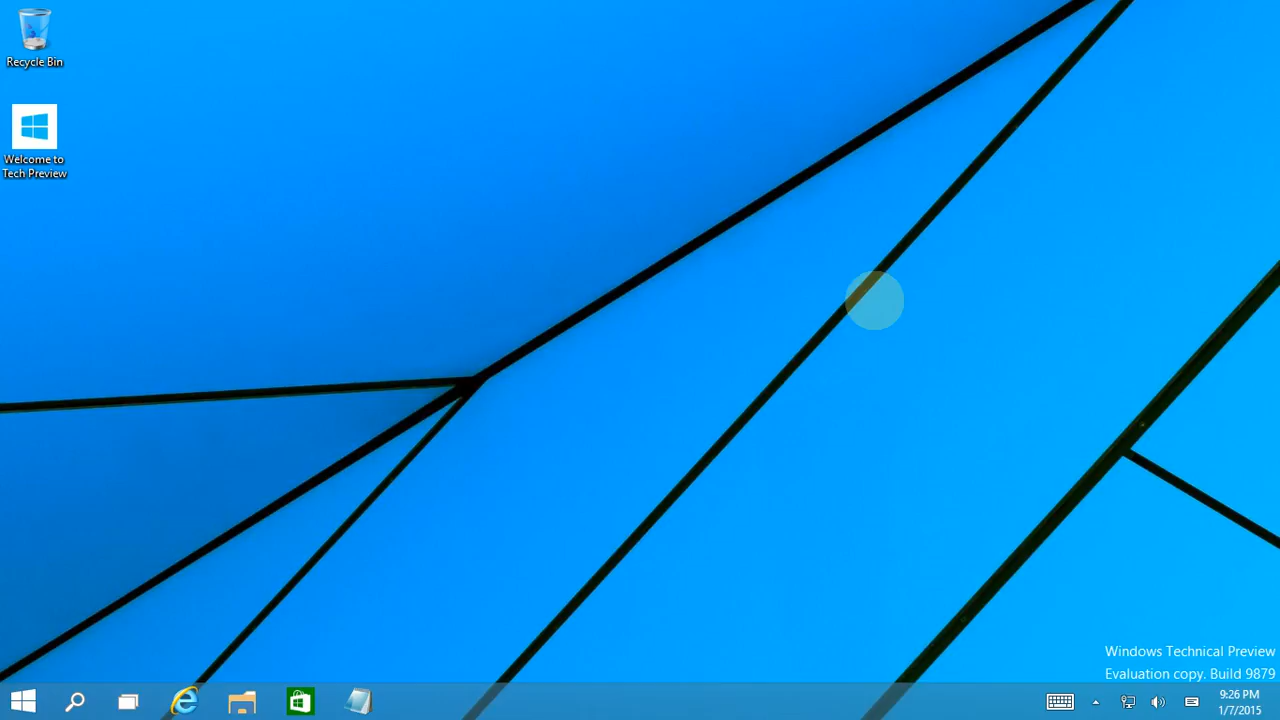 Recycle Bin
Welcome to
Tech Preview
Windows Technical Preview
Evaluation copy. Build 9879
9:26 PM
1/7/2015